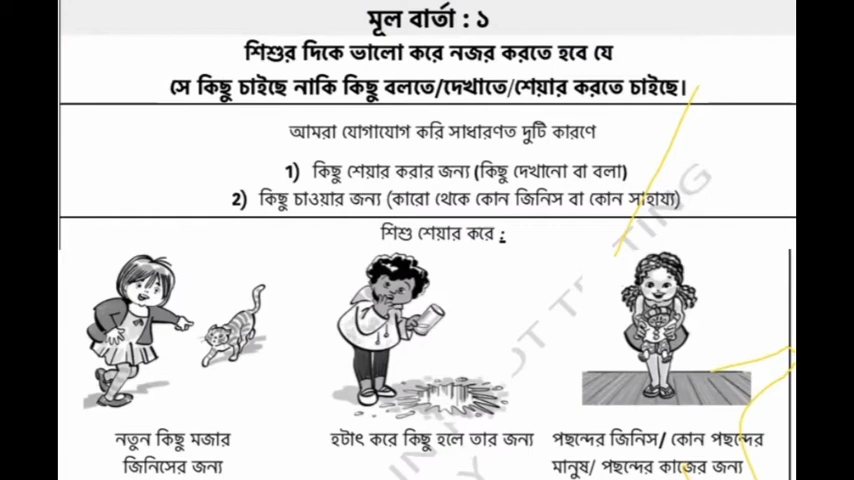 মূল বার্তা : ১
শিশুর দিকে ভালো করে নজর করতে হবে যে
সে কিছু চাইছে নাকি কিছু বলতে/দেখাতে/শেয়ার করতে চাইছে।
আমরা যোগাযোগ করি সাধারণত দুটি কারণে
1) কিছু শেয়ার করার জন্য (কিছু দেখানো বা বলা)
2) কিছু চাওয়ার জন্য (কারো থেকে কোন জিনিস বা কোন সাহায্য)
শিশু শেয়ার করে :
নতুন কিছু মজার
জিনিসের জন্য
হটাৎ করে কিছু হলে তার জন্য
পছন্দের জিনিস/ কোন পছন্দের
মানুষ/ পছন্দের কাজের জন্য